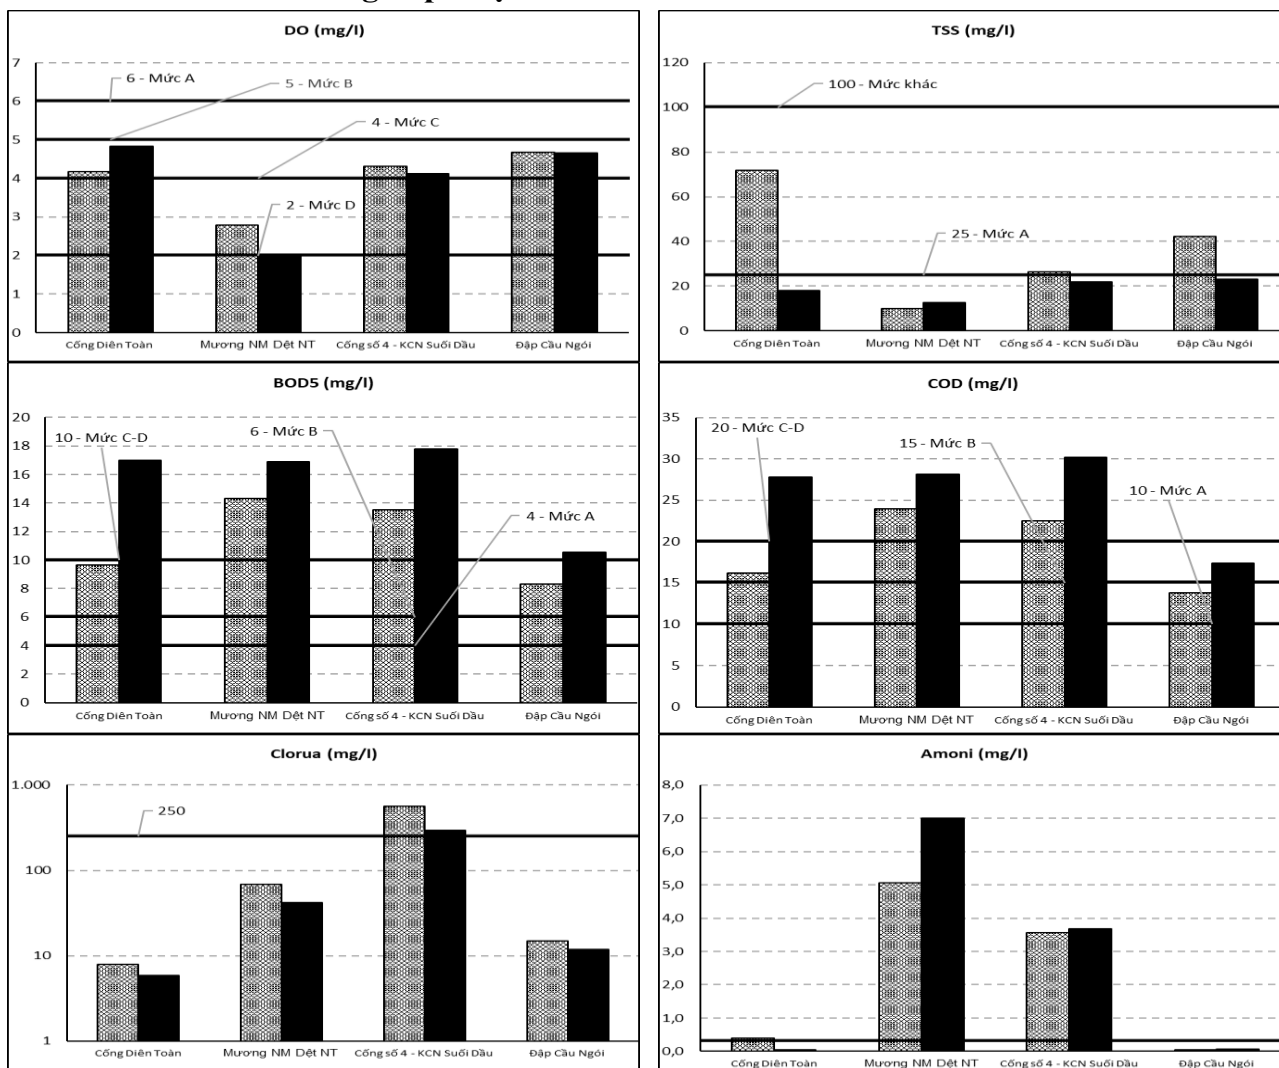 DO (mg/l)
7
6
5
4
3
2
1
0
6 - Mức A
5 - Mức B
4 - Mức C
2 - Mức D
Cống Diên Toàn
Mương NM Dệt NT
Cống số 4 - KCN Suối Dầu
Đập Cầu Ngói
TSS (mg/l)
120
100
80
60
40
20
0
100 - Mức khác
25 - Mức A
Cống Diên Toàn
Mương NM Dệt NT
Cống số 4 - KCN Suối Dầu
Đập Cầu Ngói
BOD5 (mg/l)
20
18
16
14
12
10
8
6
4
2
0
10 - Mức C-D
6 - Mức B
4 - Mức A
Cống Diên Toàn
Mương NM Dệt NT
Cống số 4 - KCN Suối Dầu
Đập Cầu Ngói
COD (mg/l)
35
30
25
20
15
10
5
0
20 - Mức C-D
15 - Mức B
10 - Mức A
Cống Diên Toàn
Mương NM Dệt NT
Cống số 4 - KCN Suối Dầu
Đập Cầu Ngói
Clorua (mg/l)
1.000
100
10
1
250
Cống Diên Toàn
Mương NM Dệt NT
Cống số 4 - KCN Suối Dầu
Đập Cầu Ngói
Amoni (mg/l)
8,0
7,0
6,0
5,0
4,0
3,0
2,0
1,0
0,0
Cống Diên Toàn
Mương NM Dệt NT
Cống số 4 - KCN Suối Dầu
Đập Cầu Ngói